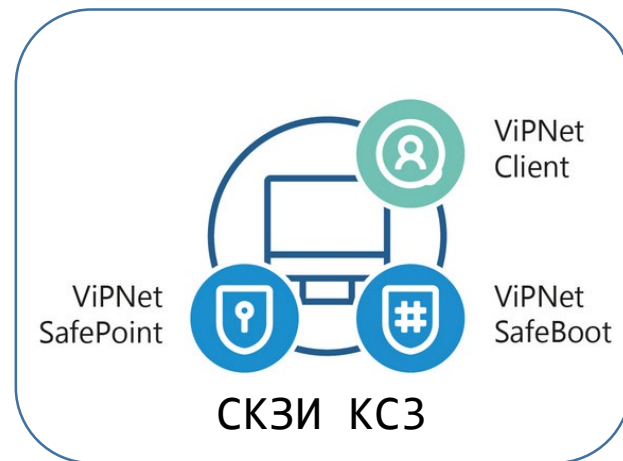 ViPNet
Client
ViPNet
SafePoint
#
ViPNet
SafeBoot
СКЗИ КС3